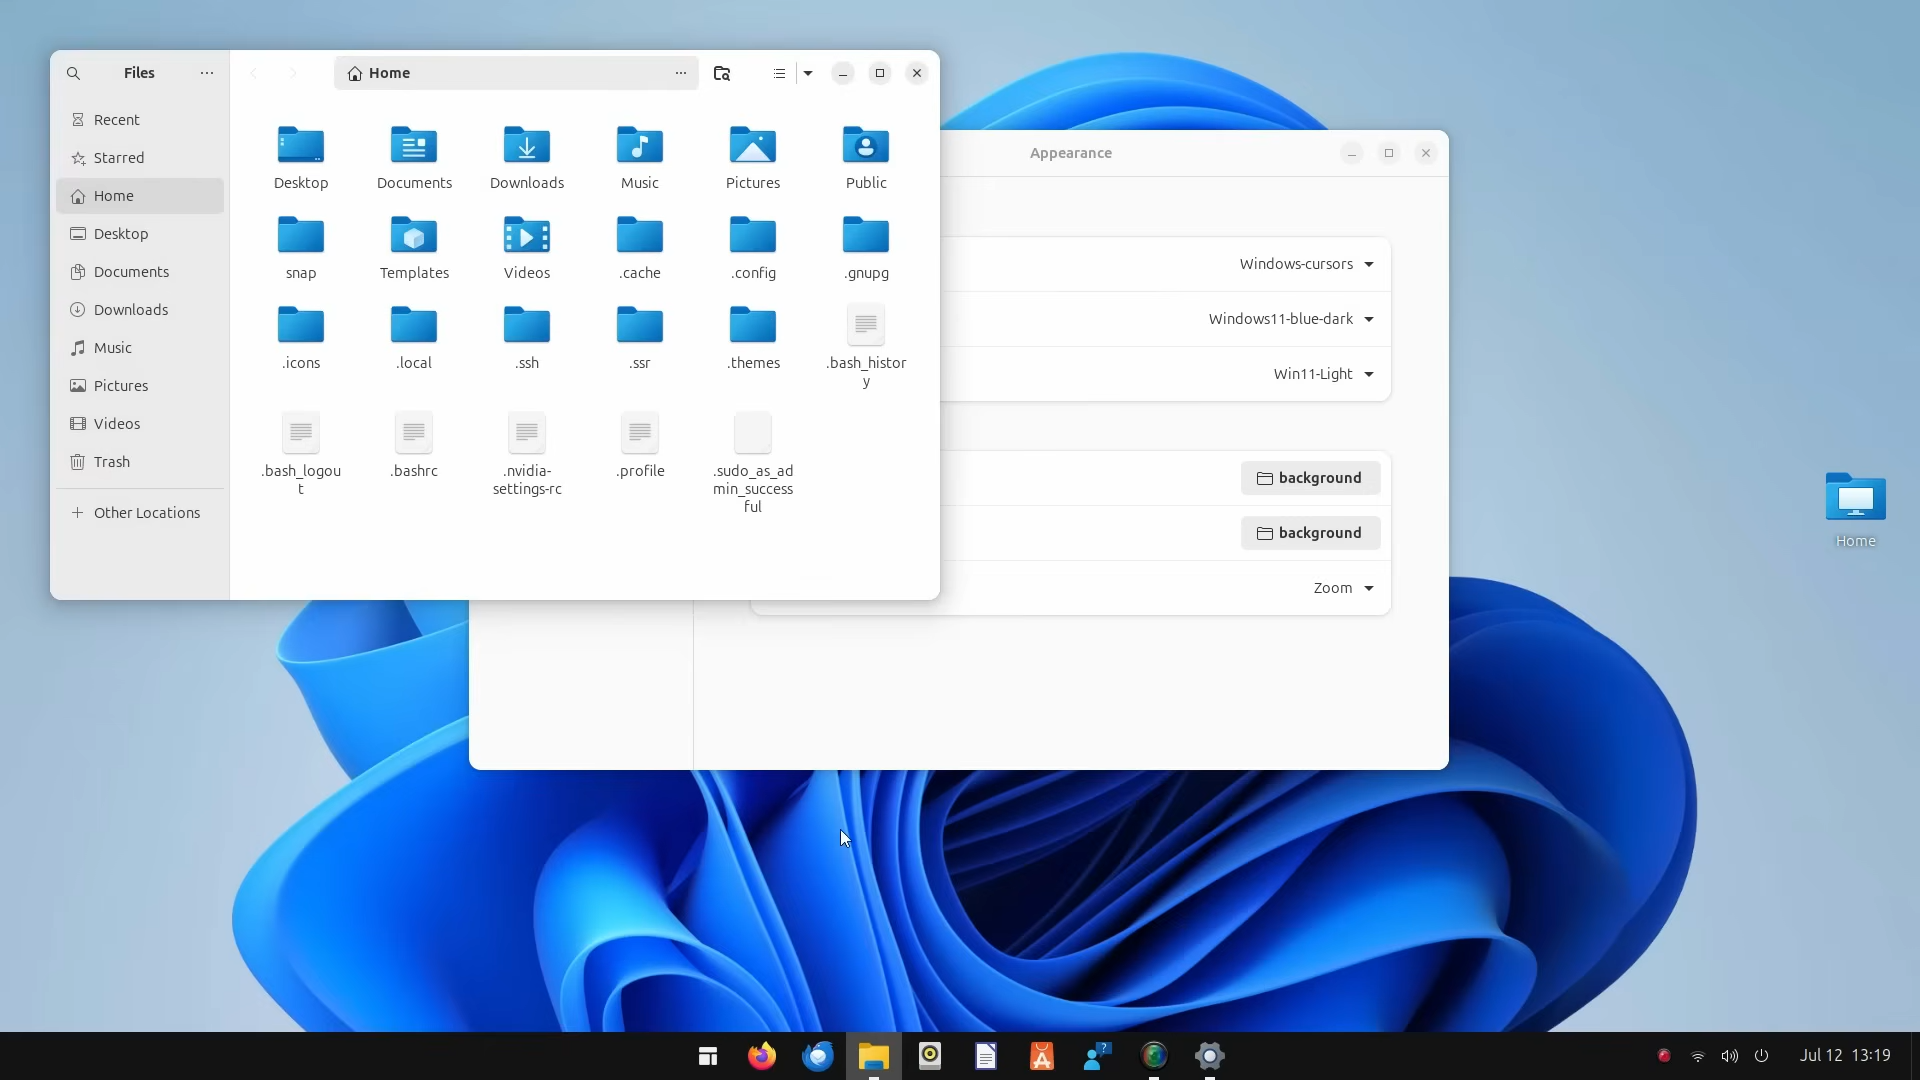 Files
Home
Recent
Starred
Home
Desktop
Documents
Downloads
Music
Pictures
Videos
Trash
Other Locations
Desktop
Documents
Downloads
Music
Pictures
Public
snap
Templates
Videos
.cache
.config
.gnupg
.icons
.local
.ssh
.ssr
.themes
.bash_histor
y
.bash_logou
t
.bashrc
.nvidia-
settings-rc
.profile
.sudo_as_ad
min_success
ful
Appearance
Windows-cursors
Windows11-blue-dark
Win11-Light
background
background
Zoom
Home
Jul 12 13:19